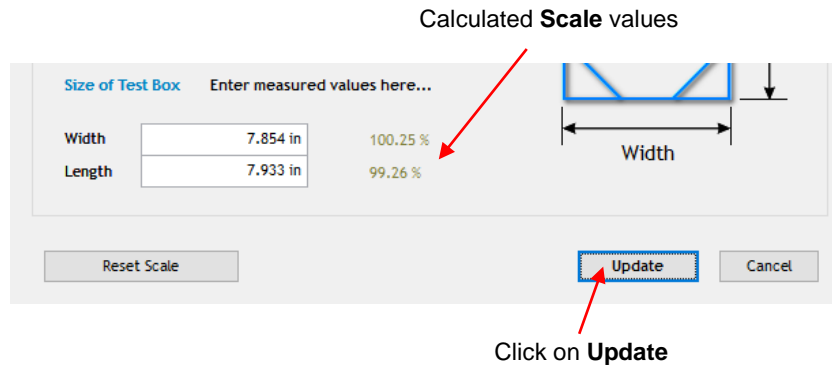 Calculated Scale values
Size of Test Box Enter measured values here...
Width 7.854 in 100.25 %
Width
Length 7.933 in 99.26 %
Reset Scale Update Cancel
Click on Update